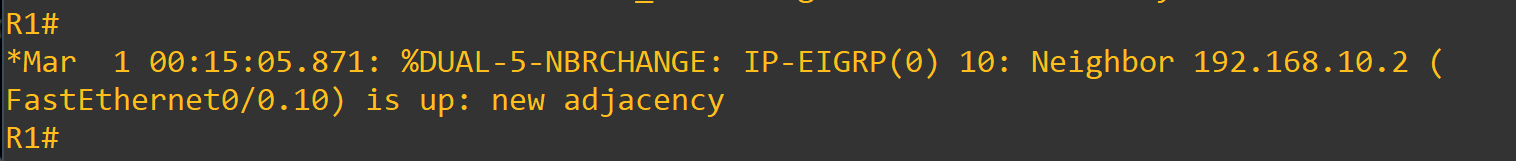 R1#
*Mar  1 00:15:05.871: %DUAL-5-NBRCHANGE: IP-EIGRP(0) 10: Neighbor 192.168.10.2 (
FastEthernet0/0.10) is up: new adjacency
R1#